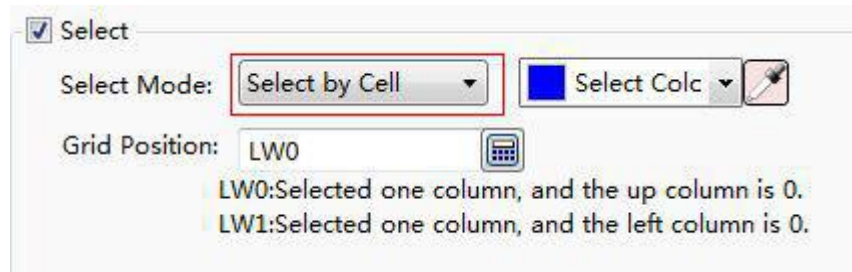 Select
Select Mode: Select by Cell Select Colc
Grid Position: LW0
LW0:Selected one column, and the up column is 0.
LW1:Selected one column, and the left column is 0.